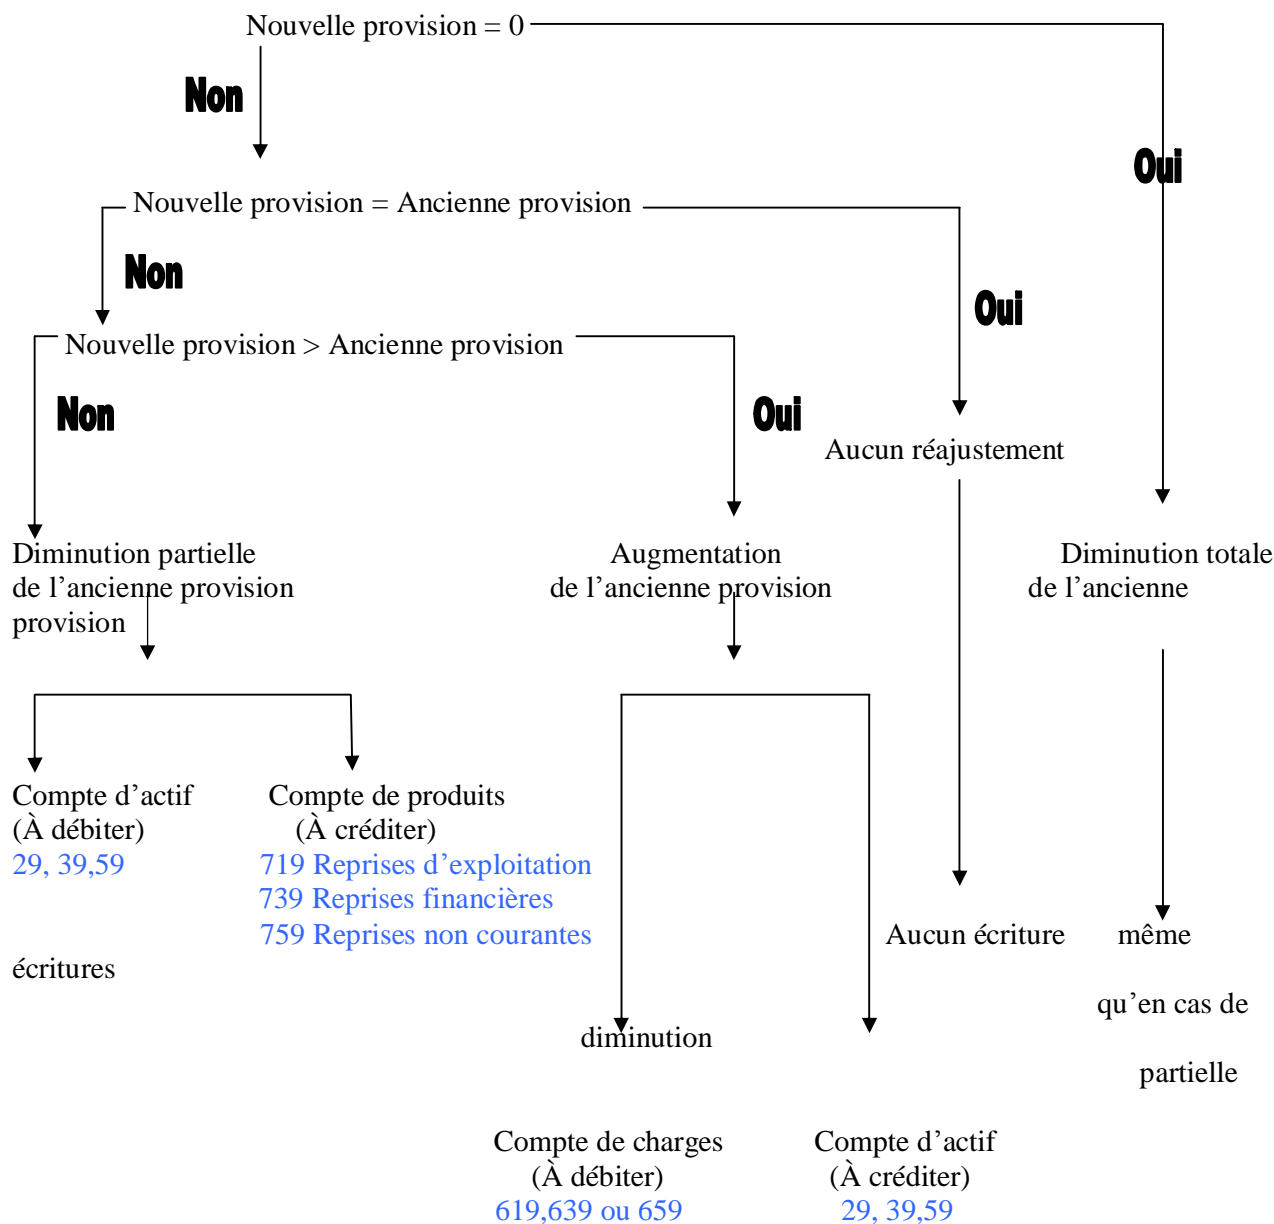 Nouvelle provision = 0
Non
Oui
Nouvelle provision = Ancienne provision
Non
Oui
Nouvelle provision > Ancienne provision
Non
Oui
Aucun réajustement
Diminution partielle
de l’ancienne provision
provision
Augmentation
de l’ancienne provision
Diminution totale
de l’ancienne
Compte d’actif
(À débiter)
29, 39,59
Compte de produits
(À créditer)
719 Reprises d’exploitation
739 Reprises financières
759 Reprises non courantes
Aucun écriture
même
écritures
qu’en cas de
diminution
partielle
Compte de charges
(À débiter)
619,639 ou 659
Compte d’actif
(À créditer)
29, 39,59